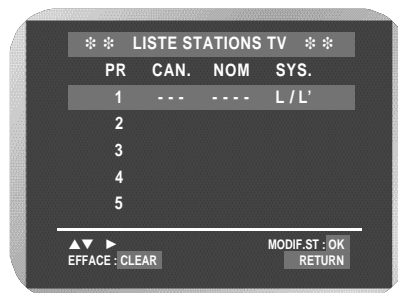 ❇ ❇ LISTE STATIONS TV ❇ ❇
PR CAN. NOM SYS.
1 - - - - - - - L / L’
2
3
4
5
▲▼ ► MODIF.ST : OK
EFFACE : CLEAR RETURN